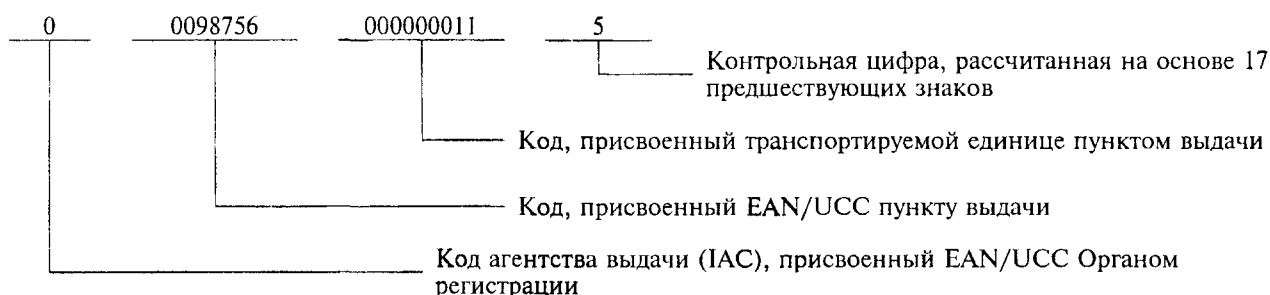 0 0098756 000000011 5
Контрольная цифра, рассчитанная на основе 17
предшествующих знаков
Код, присвоенный транспортируемой единице пунктом выдачи
Код, присвоенный EAN/UCC пункту выдачи
Код агентства выдачи (IAC), присвоенный EAN/UCC Органом
регистрации